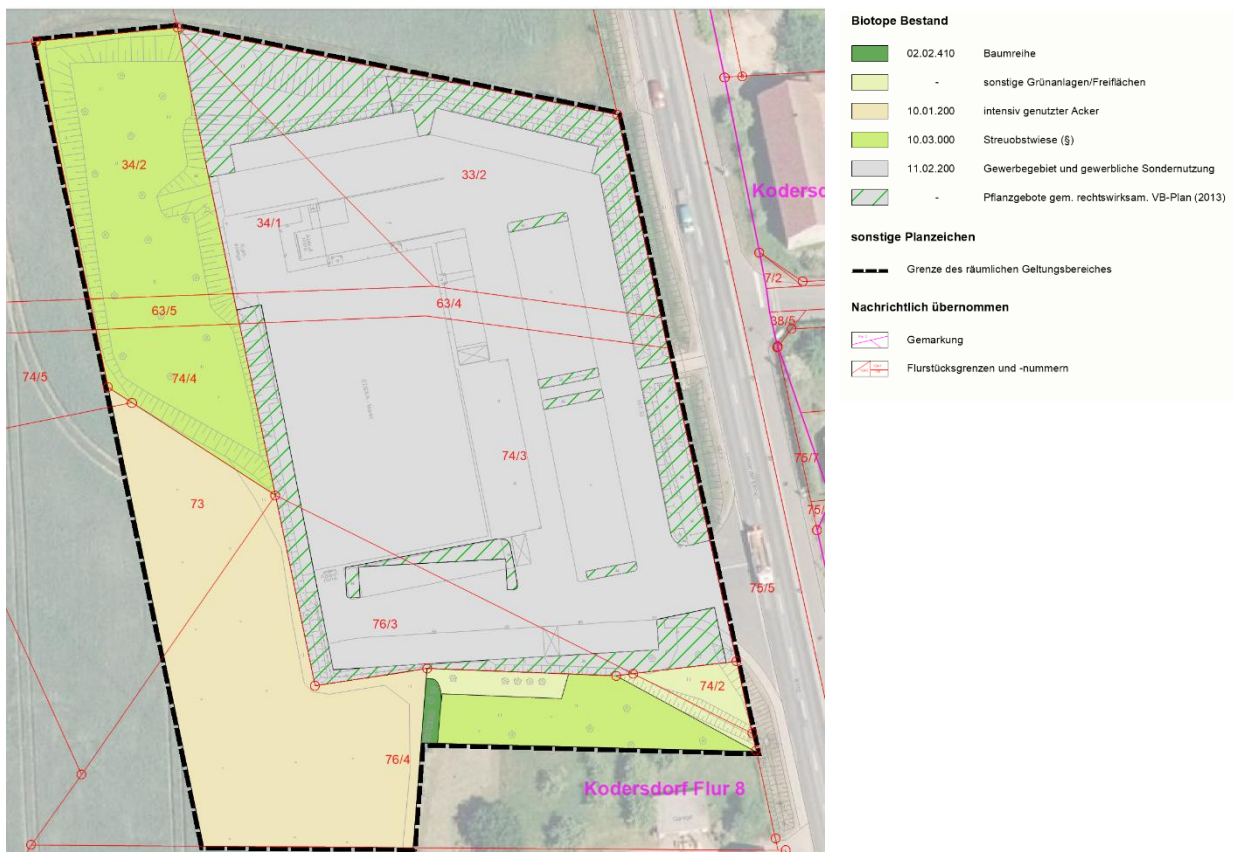 34/2
33/2
34/1
Kodersd
7/2
63/5
63/4
38/5
74/5
74/4
74/3
75/7
73
75/5
76/3
74/2
76/4
Kodersdorf Flur 8
Garage
Biotope Bestand
02.02.410 Baumreihe
- sonstige Grünanlagen/Freiflächen
10.01.200 intensiv genutzter Acker
10.03.000 Streuobstwiese (§)
11.02.200 Gewerbegebiet und gewerbliche Sondernutzung
- Pflanzgebote gem. rechtswirksam. VB-Plan (2013)
sonstige Planzeichen
Grenze des räumlichen Geltungsbereiches
Nachrichtlich übernommen
Gemarkung
Flurstücksgrenzen und -nummern